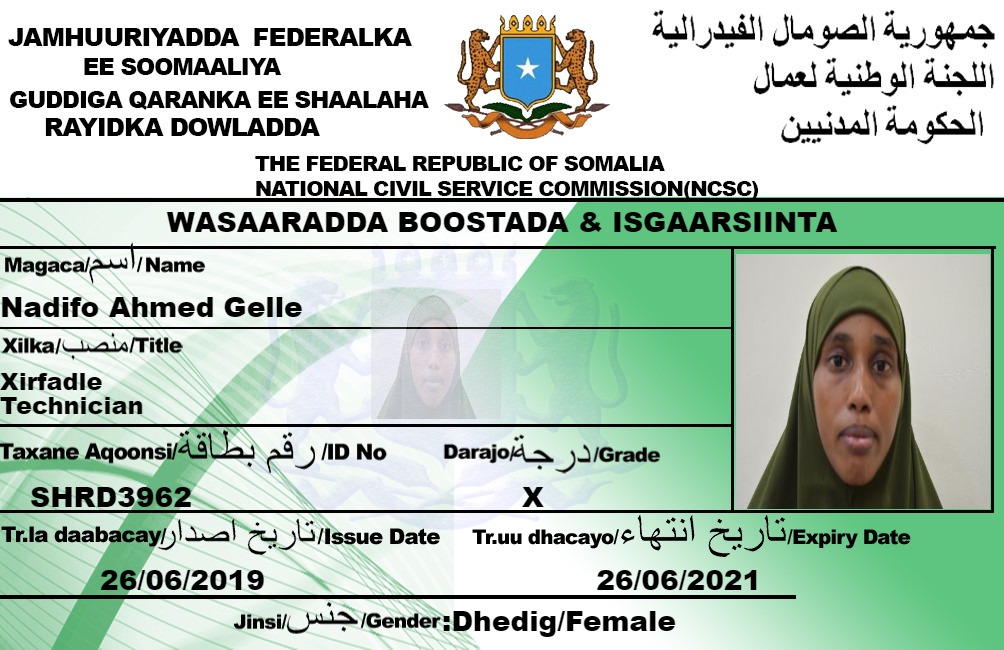 JAMHUURIYADDA FEDERALKA
EE SOOMAALIYA
GUDDIGA QARANKA EE SHAALAHA
RAYIDKA DOWLADDA
جمهورية الصومال الفيدرالية
اللجنة الوطنية لعمال
الحكومة المدنيين
THE FEDERAL REPUBLIC OF SOMALIA
NATIONAL CIVIL SERVICE COMMISSION(NCSC)
WASAARADDA BOOSTADA & ISGAARSIINTA
Magaca/اسم/Name
Nadifo Ahmed Gelle
Xilka/منصب/Title
Xirfadle
Technician
Taxane Aqoonsi/رقم بطاقة/ID No Darajo/درجة/Grade
SHRD3962 X
Tr.la daabacay/تاريخ اصدار/Issue Date Tr.uu dhacayo/تاريخ انتهاء/Expiry Date
26/06/2019 26/06/2021
Jinsi/جنس/Gender:Dhedig/Female